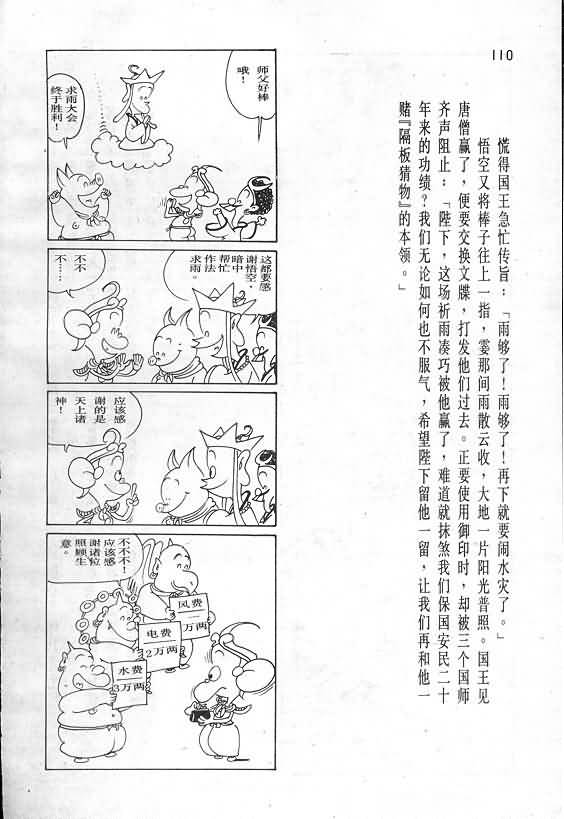 110
慌得国王急忙传旨：「雨够了！雨够了！再下就要闹水灾了。」
悟空又将棒子往上一指，霎那间雨散云收，大地一片阳光普照。国王见
唐僧赢了，便要交换文牒，打发他们过去。正要使用御印时，却被三个国师
齐声阻止：「陛下，这场祈雨凑巧被他赢了，难道就抹煞我们保国安民二十
年来的功绩？我们无论如何也不服气，希望陛下留他一留，让我们再和他一
赌『隔板猜物』的本领。」
师父好棒
哦！
求雨大会
终于胜利！
这都要感
谢悟空，
暗中
帮忙
作法
求雨。
不不
不……
应该感
谢的是
天上诸
神！
不不不！
应该感
谢诸位
照顾生
意。
风费
一万两
电费
2万两
水费
3万两